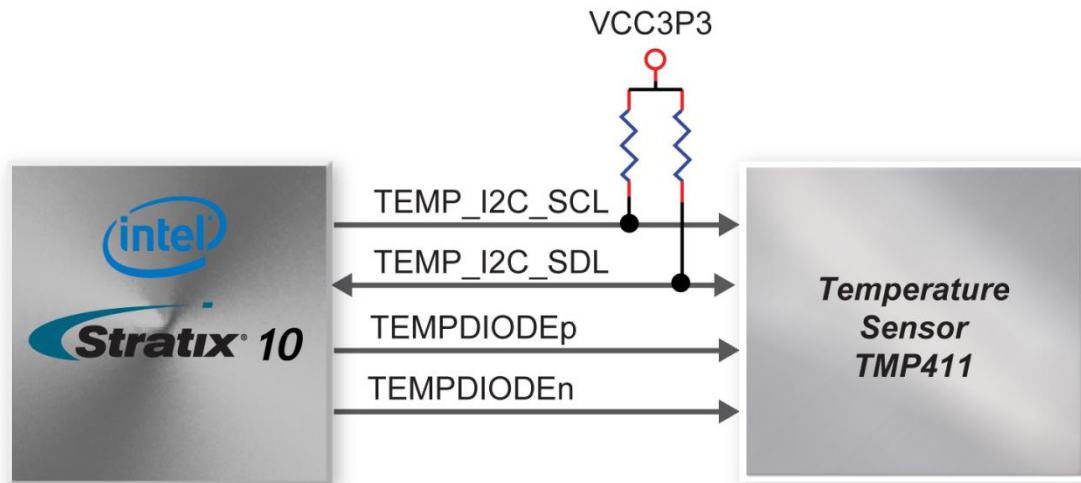 VCC3P3
TEMP_I2C_SCL
TEMP_I2C_SDL
TEMPDIODEp
TEMPDIODEn
intel®
Stratix® 10
Temperature
Sensor
TMP411